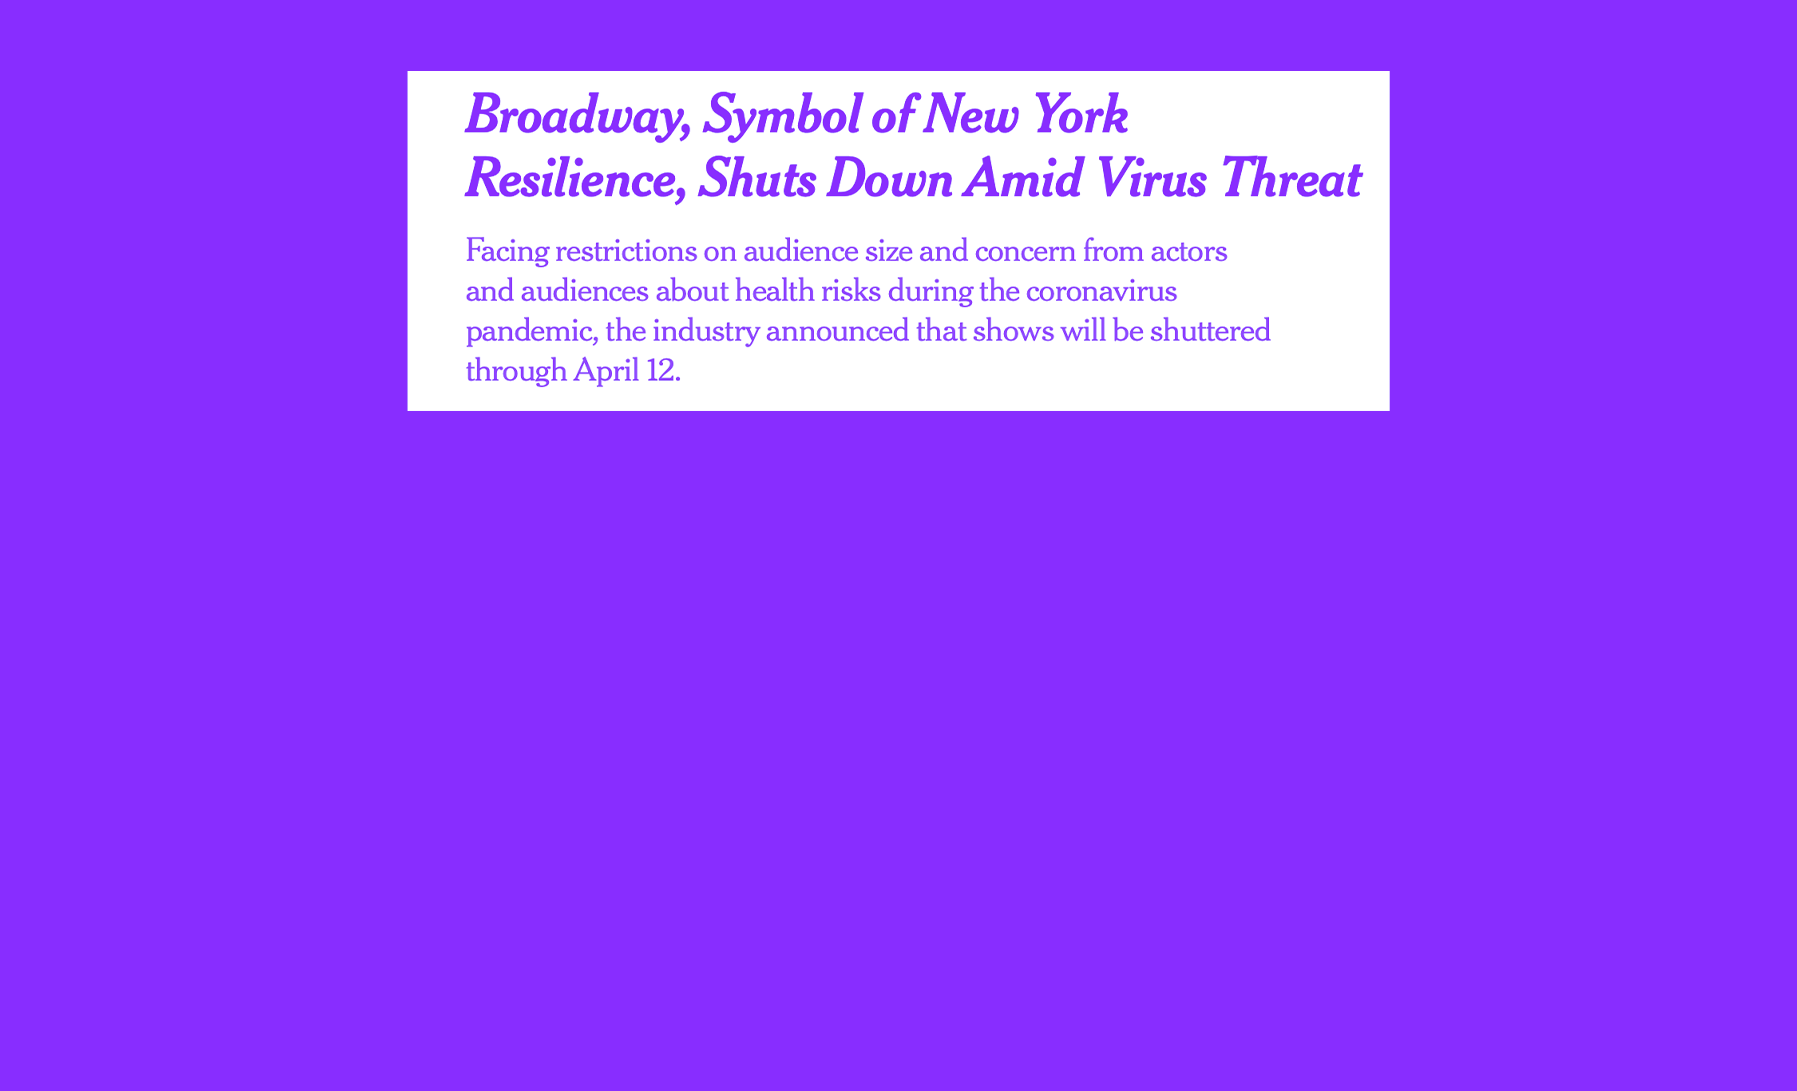 Broadway, Symbol of New York
Resilience, Shuts Down Amid Virus Threat
Facing restrictions on audience size and concern from actors
and audiences about health risks during the coronavirus
pandemic, the industry announced that shows will be shuttered
through April 12.